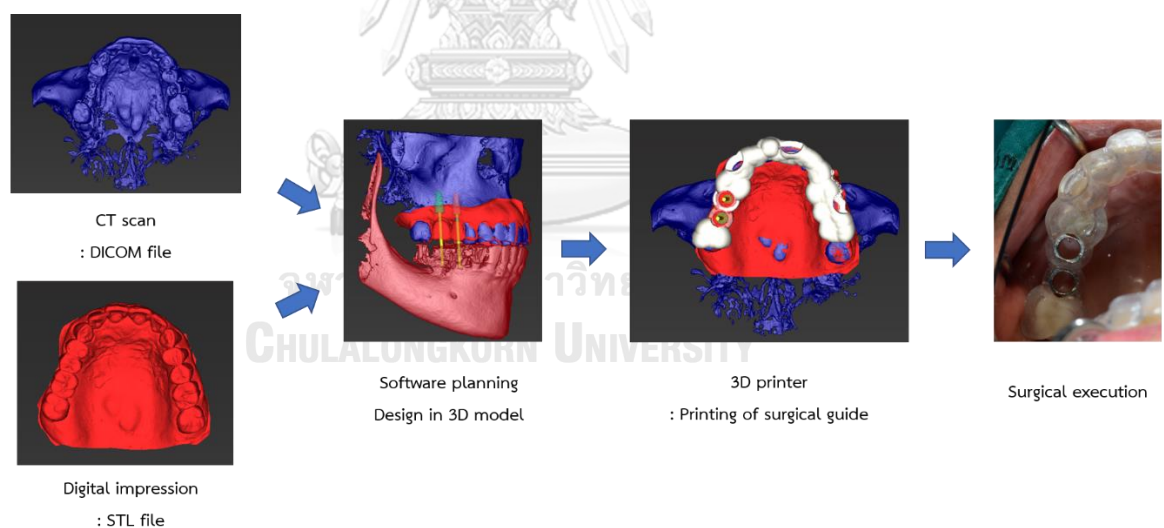 CT scan
: DICOM file
Digital impression
: STL file
Software planning
Design in 3D model
3D printer
: Printing of surgical guide
Surgical execution
CHULALONGKORN UNIVERSITY